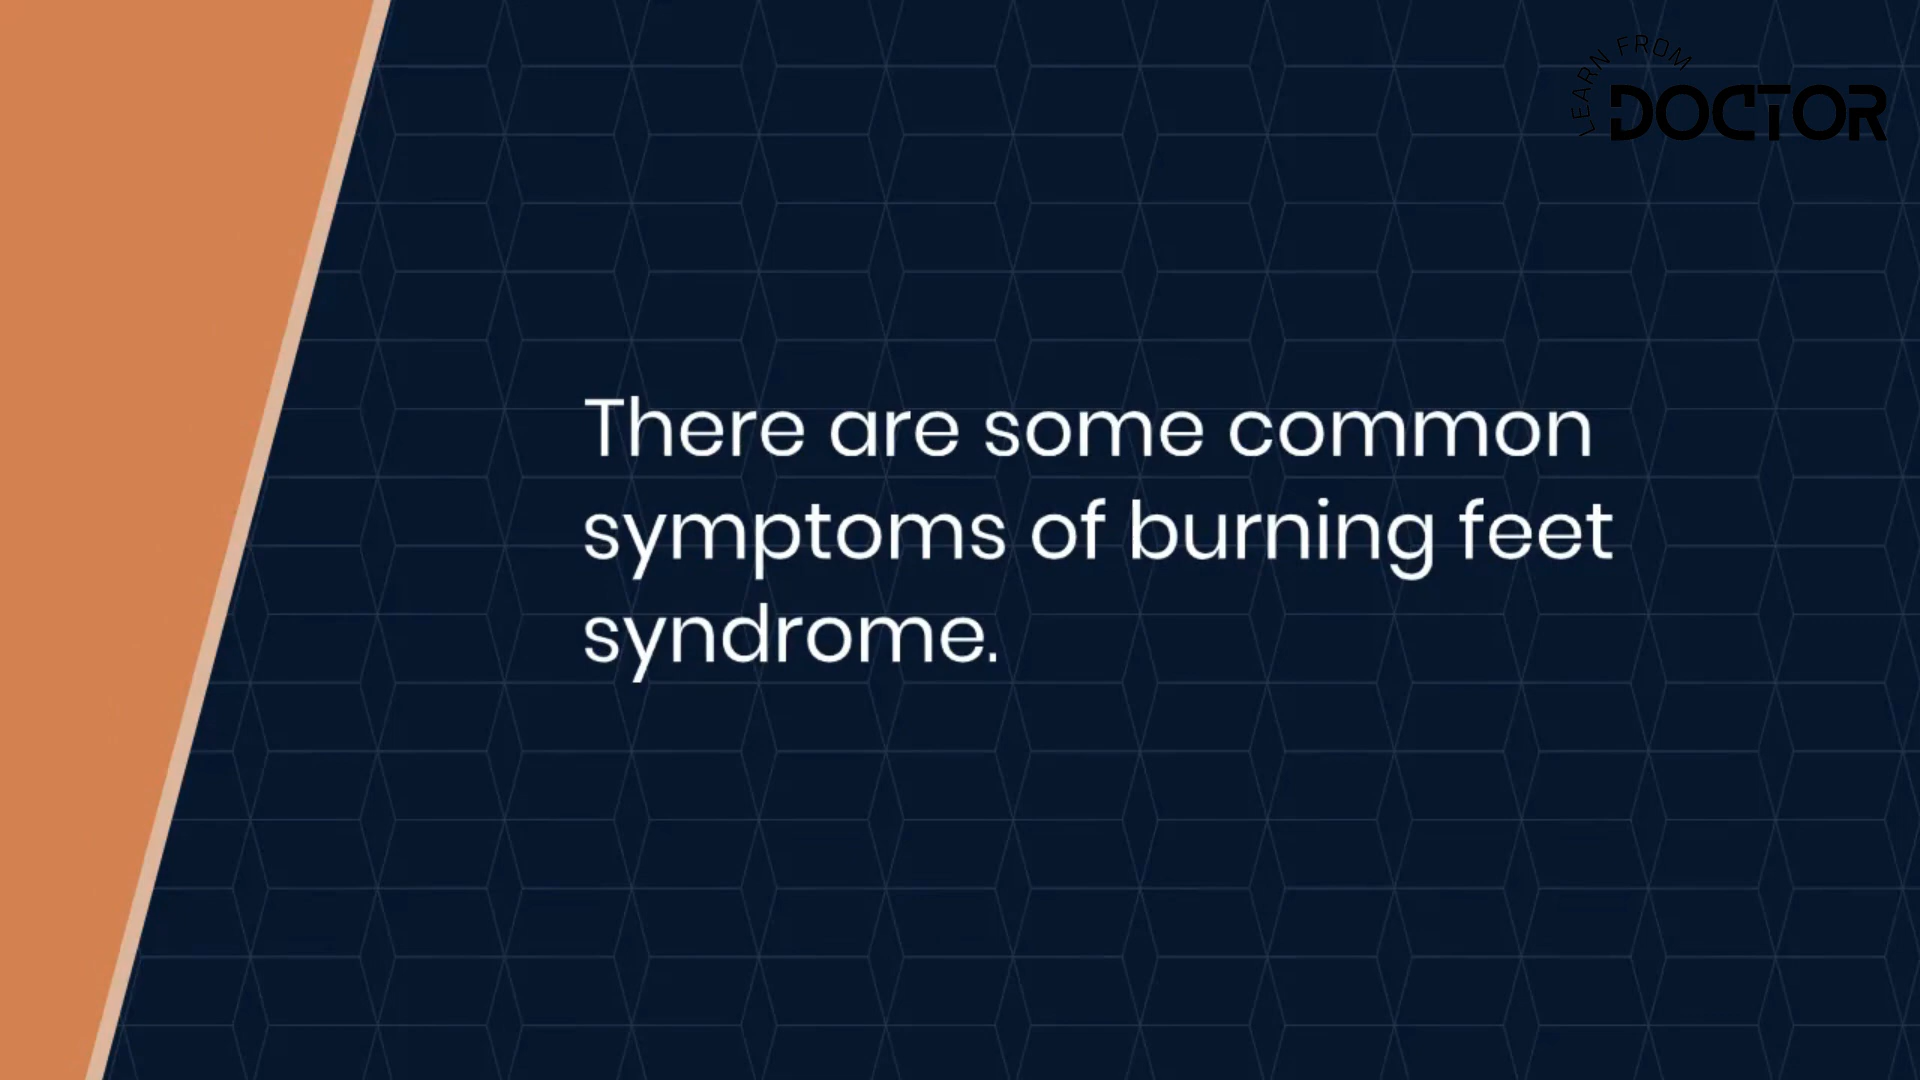 LEARN FROM
DOCTOR
There are some common
symptoms of burning feet
syndrome.